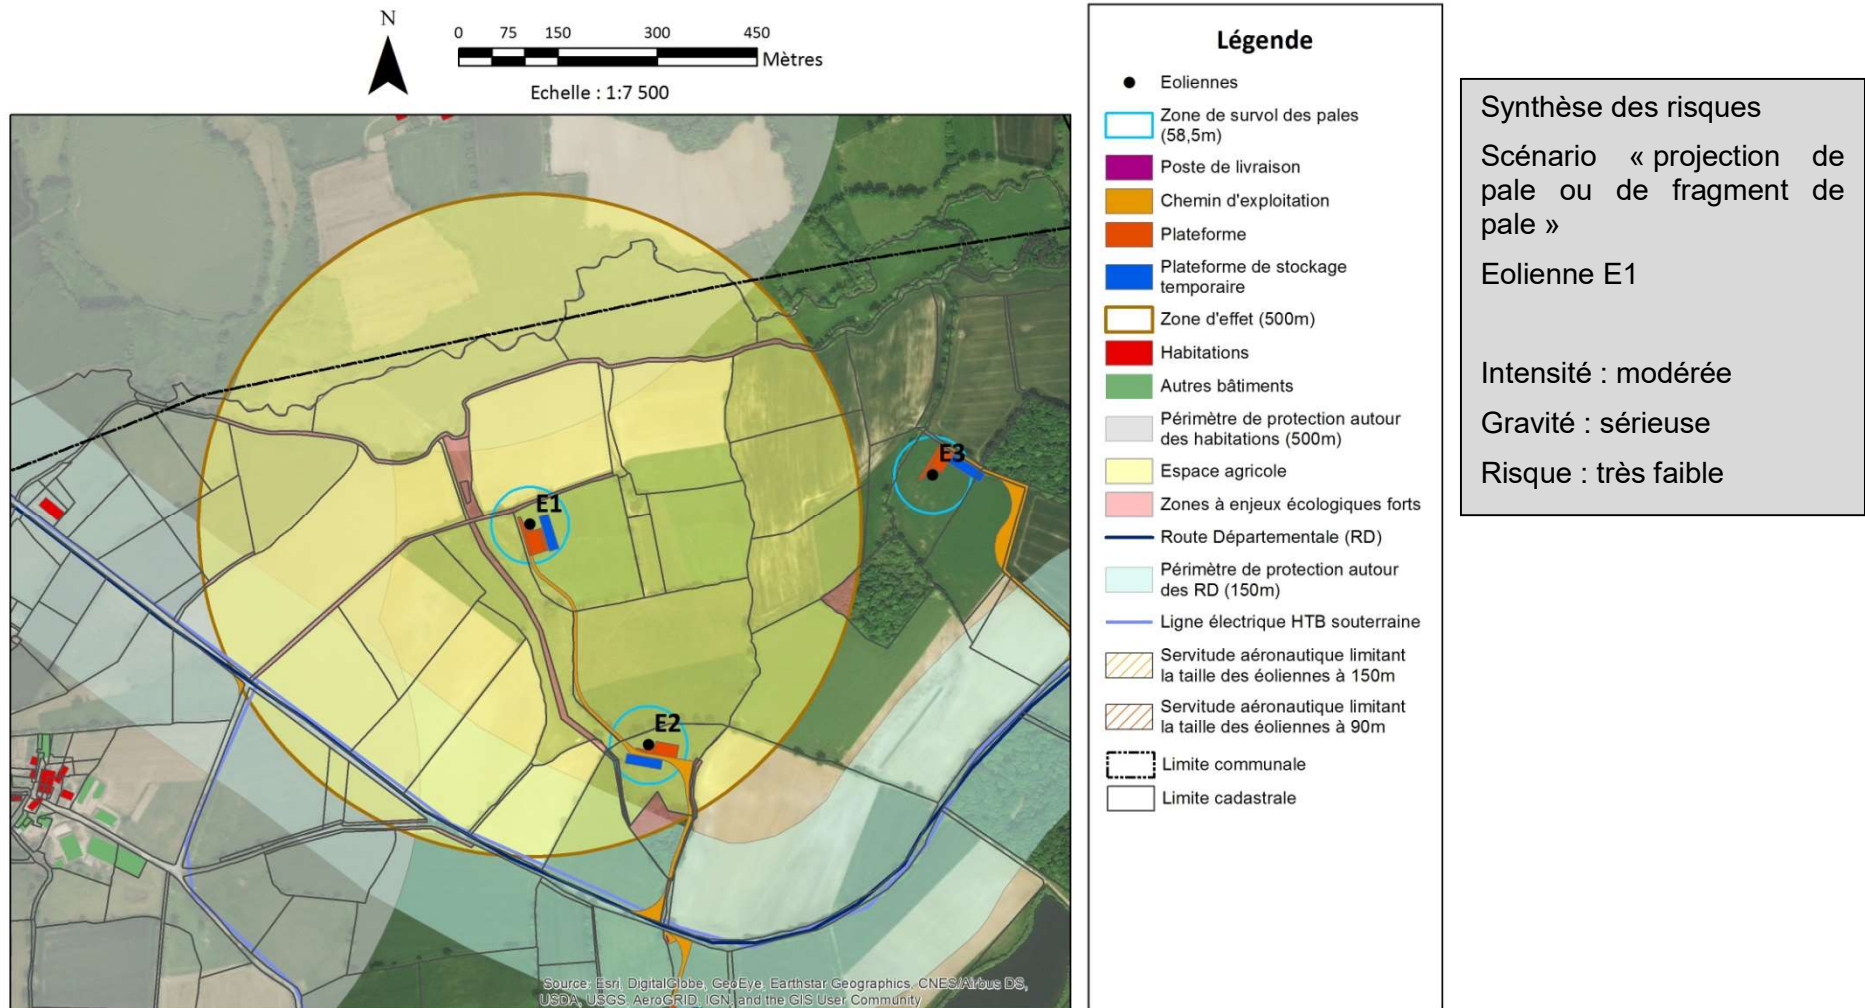 N
0 75 150 300 450
Mètres
Echelle : 1:7 500
E1
E2
E3
Source: Esri, DigitalGlobe, GeoEye, Earthstar Geographics, CNES/Airbus DS,
USDA, USGS, AeroGRID, IGN, and the GIS User Community
Légende
Eoliennes
Zone de survol des pales
(58,5m)
Poste de livraison
Chemin d'exploitation
Plateforme
Plateforme de stockage
temporaire
Zone d'effet (500m)
Habitations
Autres bâtiments
Périmètre de protection autour
des habitations (500m)
Espace agricole
Zones à enjeux écologiques forts
Route Départementale (RD)
Périmètre de protection autour
des RD (150m)
Ligne électrique HTB souterraine
Servitude aéronautique limitant
la taille des éoliennes à 150m
Servitude aéronautique limitant
la taille des éoliennes à 90m
Limite communale
Limite cadastrale
Synthèse des risques
Scénario « projection de
pale ou de fragment de
pale »
Eolienne E1
Intensité : modérée
Gravité : sérieuse
Risque : très faible